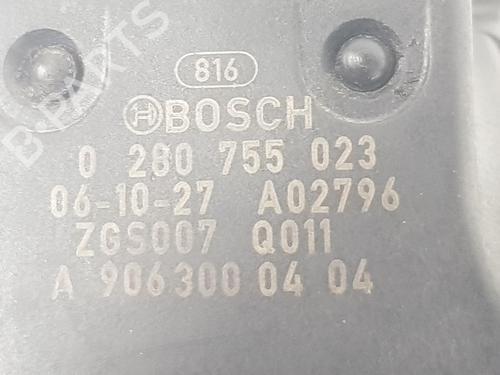 B-PARTS
816
BOSCH
0 280 755 023
06-10-27 A02796
ZGS007 Q011
A 906 300 04 04